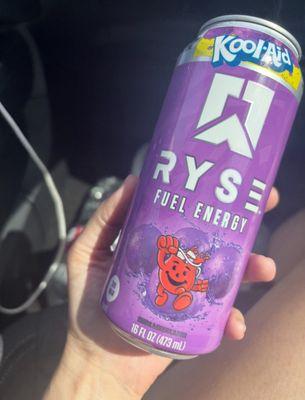 Kool-Aid
RYSE
FUEL ENERGY
16 FL OZ (473 mL)